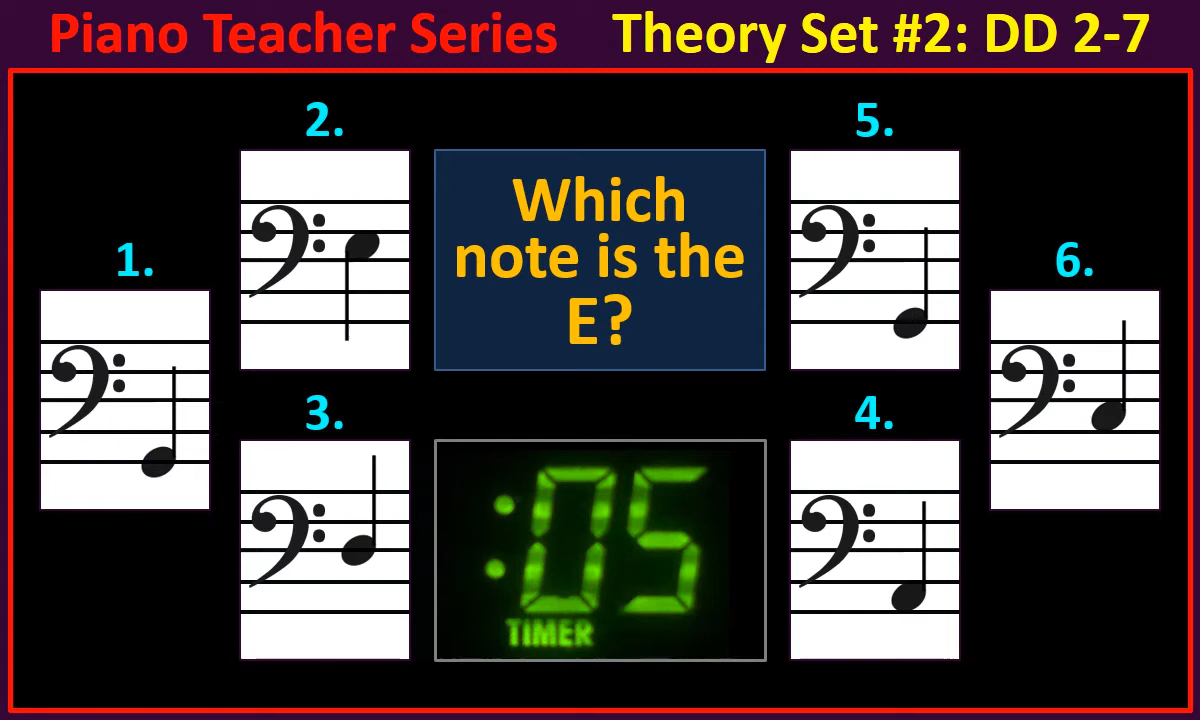 Piano Teacher Series Theory Set #2: DD 2-7
1.
2.
3.
Which
note is the
E?
:05
TIMER
5.
4.
6.